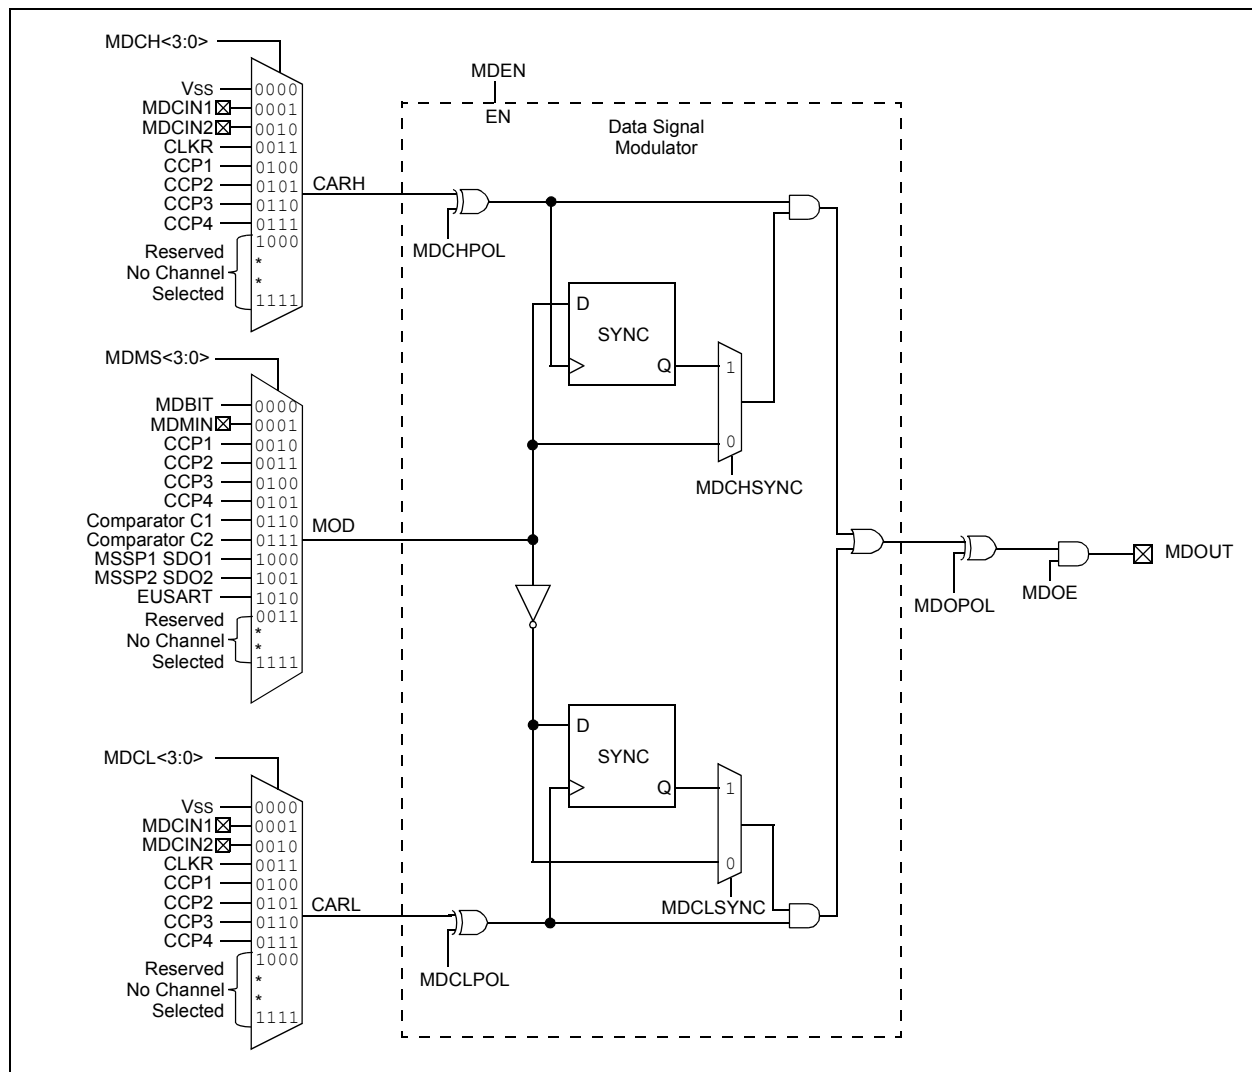 MDCH<3:0>
VSS 0000
MDCIN1 0001
MDCIN2 0010
CLKR 0011
CCP1 0100
CCP2 0101
CCP3 0110
CCP4 0111
1000
Reserved
No Channel
Selected
*
*
1111
CARH
MDMS<3:0>
MDBIT 0000
MDMIN 0001
CCP1 0010
CCP2 0011
CCP3 0100
CCP4 0101
Comparator C1 0110
Comparator C2 0111
MSSP1 SDO1 1000
MSSP2 SDO2 1001
EUSART 1010
0011
Reserved
No Channel
Selected
*
*
1111
MOD
MDCL<3:0>
VSS 0000
MDCIN1 0001
MDCIN2 0010
CLKR 0011
CCP1 0100
CCP2 0101
CCP3 0110
CCP4 0111
1000
Reserved
No Channel
Selected
*
*
1111
CARL
MDEN
EN
Data Signal
Modulator
MDCHPOL
D
SYNC
Q
1
0
MDCHSYNC
D
SYNC
Q
1
0
MDCLSYNC
MDCLPOL
MDOPOL
MDOE
MDOUT